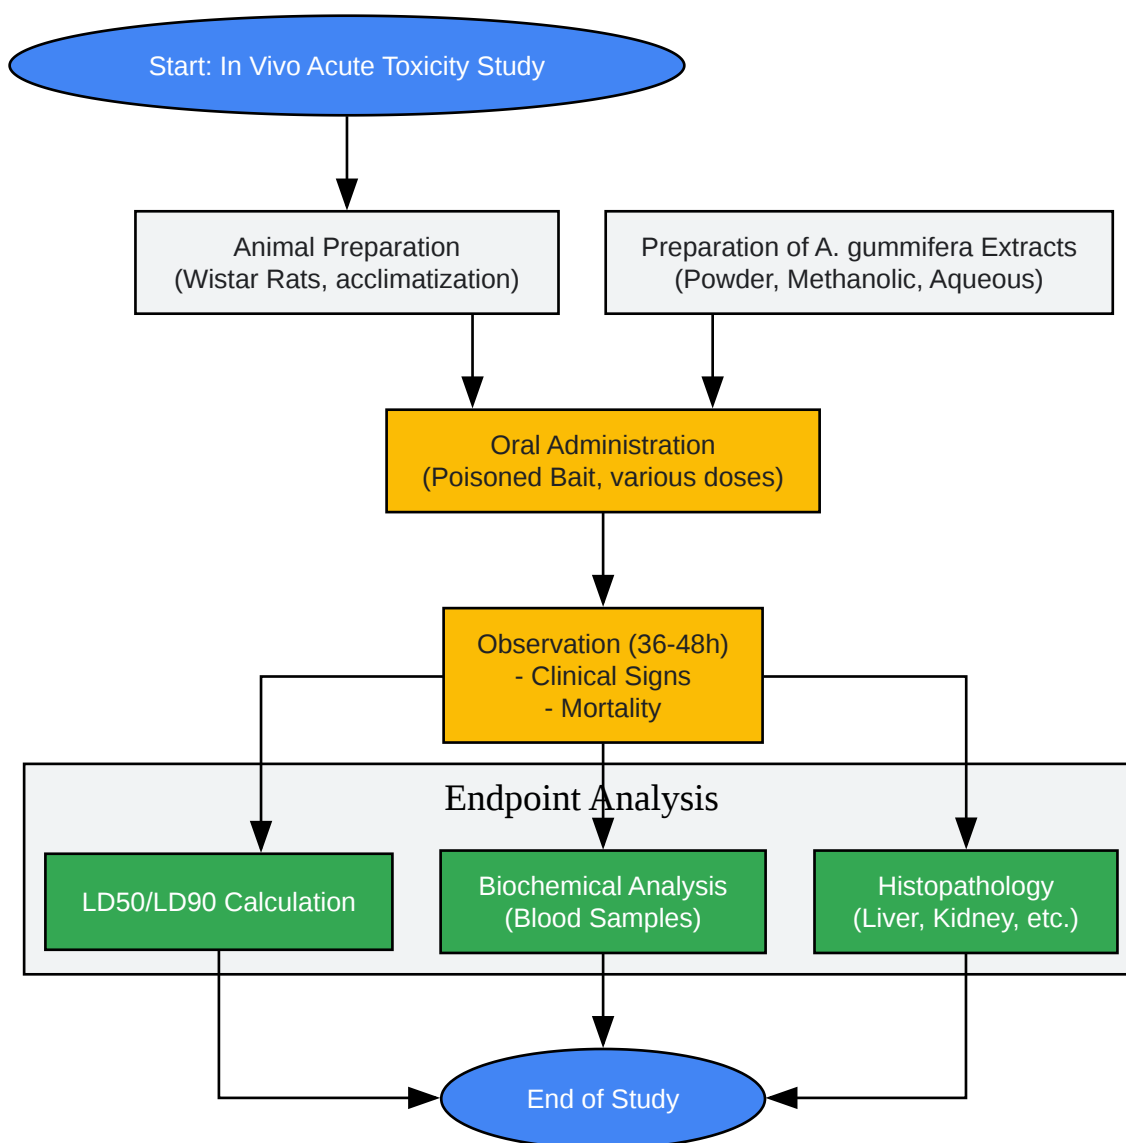 Start: In Vivo Acute Toxicity Study
Animal Preparation
(Wistar Rats, acclimatization)
Preparation of A. gummifera Extracts
(Powder, Methanolic, Aqueous)
Oral Administration
(Poisoned Bait, various doses)
Observation (36-48h)
- Clinical Signs
- Mortality
Endpoint Analysis
LD50/LD90 Calculation
Biochemical Analysis
(Blood Samples)
Histopathology
(Liver, Kidney, etc.)
End of Study